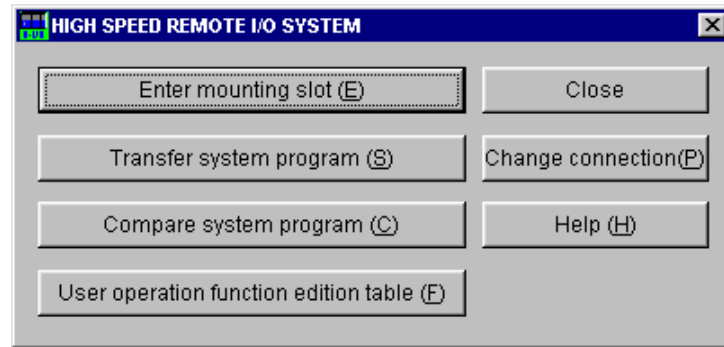 HIGH SPEED REMOTE I/O SYSTEM
Enter mounting slot (E)
Close
Transfer system program (S)
Change connection(P)
Compare system program (C)
Help (H)
User operation function edition table (F)